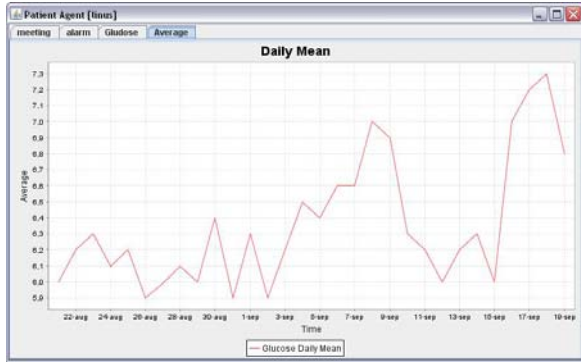 Patient Agent [tinus]
meeting alarm Gludose Average
Daily Mean
7,3
7,2
7,1
7,0
6,9
6,8
6,7
6,6
6,5
6,4
6,3
6,2
6,1
6,0
5,9
Average
22-aug 24-aug 26-aug 28-aug 30-aug 1-sep 3-sep 5-sep 7-sep 9-sep 11-sep 13-sep 15-sep 17-sep 19-sep
Time
Glucose Daily Mean